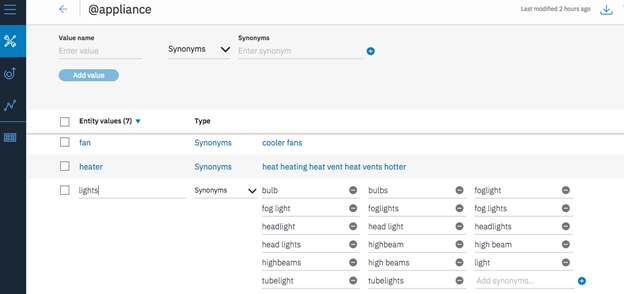 @appliance
Last modified 2 hours ago
Value name
Synonyms
Enter value
Synonyms
Enter synonym
Add value
Entity values (7)
Type
fan
Synonyms
cooler fans
heater
Synonyms
heat heating heat vent heat vents hotter
lights
Synonyms
bulb
bulbs
foglight
fog light
foglights
fog lights
headlight
head light
headlights
head lights
highbeam
high beam
highbeams
high beams
light
tubelight
tubelights
Add synonyms...